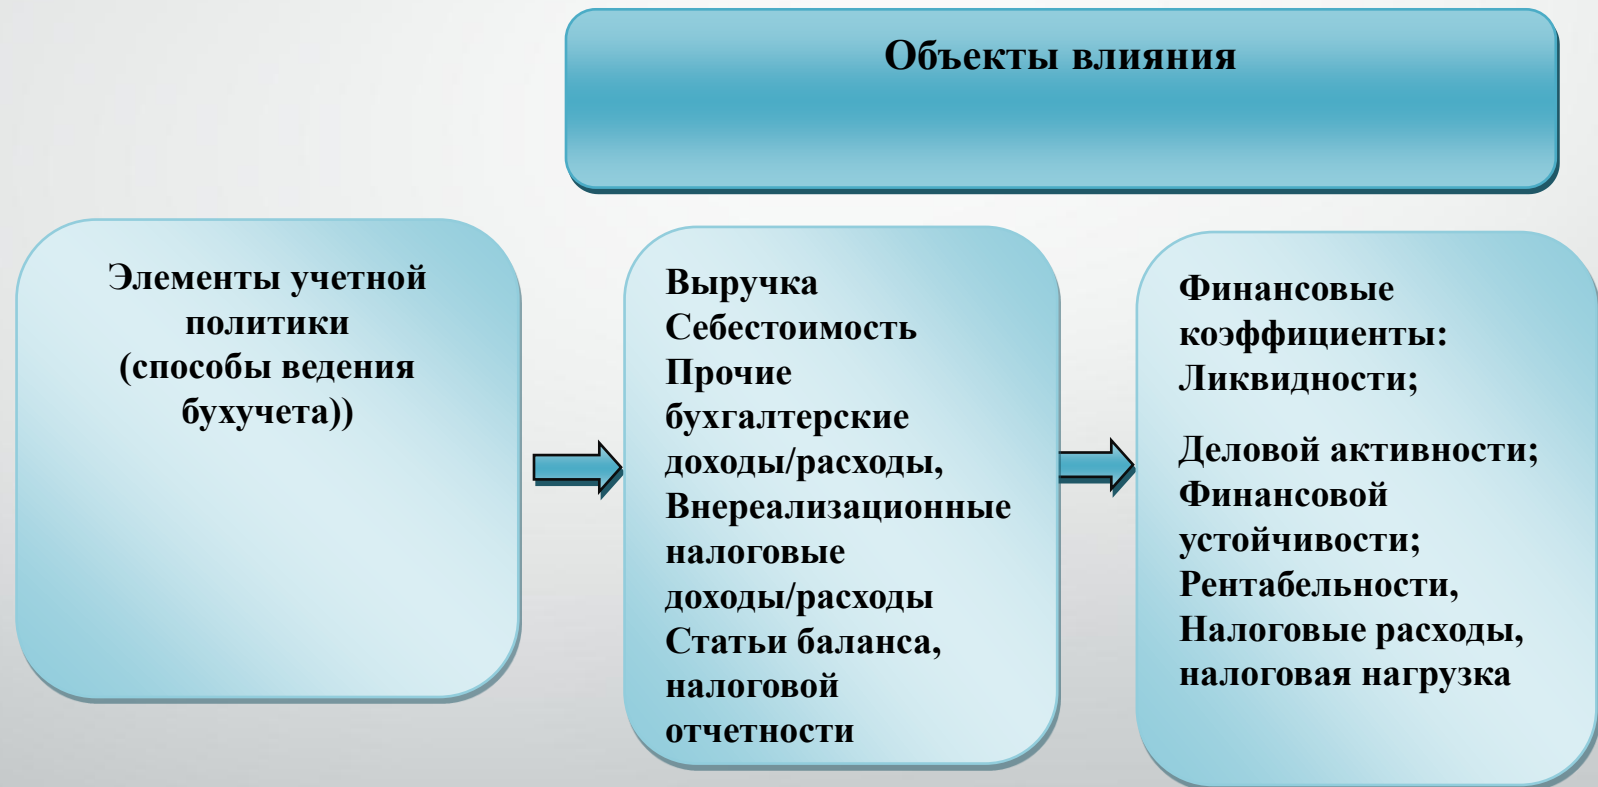 Объекты влияния
Элементы учетной
политики
(способы ведения
бухучета))
Выручка
Себестоимость
Прочие
бухгалтерские
доходы/расходы,
Внереализационные
налоговые
доходы/расходы
Статьи баланса,
налоговой
отчетности
Финансовые
коэффициенты:
Ликвидности;
Деловой активности;
Финансовой
устойчивости;
Рентабельности,
Налоговые расходы,
налоговая нагрузка